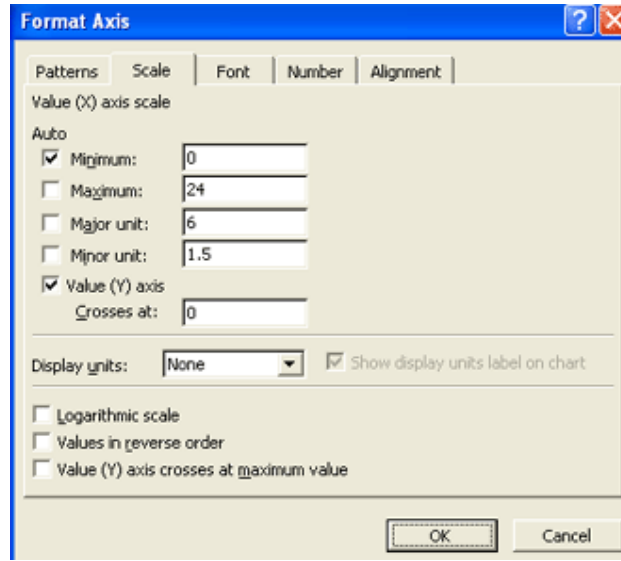 Format Axis
Patterns Scale Font Number Alignment
Value (X) axis scale
Auto
Minimum: 0
Maximum: 24
Major unit: 6
Minor unit: 1.5
Value (Y) axis
Crosses at: 0
Display units: None Show display units label on chart
Logarithmic scale
Values in reverse order
Value (Y) axis crosses at maximum value
OK Cancel